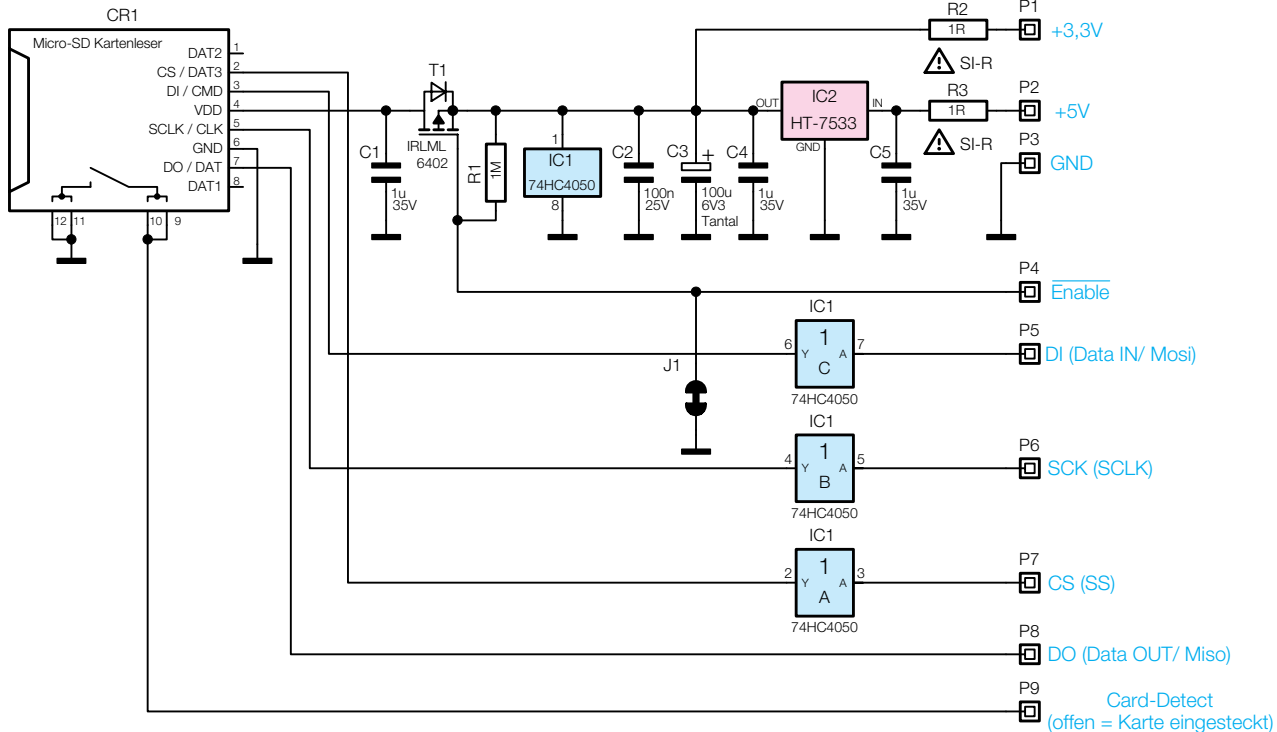 CR1
Micro-SD Kartenleser
DAT2 1
CS / DAT3 2
DI / CMD 3
VDD 4
SCLK / CLK 5
GND 6
DO / DAT 7
DAT1 8
12 11 10 9
C1
1u
35V
T1
IRLML
6402
R1
1M
1
IC1
74HC4050
8
C2
100n
25V
C3
+
100u
6V3
Tantal
C4
1u
35V
OUT
IC2
HT-7533
IN
GND
C5
1u
35V
R2
1R
SI-R
R3
1R
SI-R
P1
+3,3V
P2
+5V
P3
GND
P4
Enable
J1
IC1
6 Y 1 A 7
C
74HC4050
P5
DI (Data IN/ Mosi)
IC1
4 Y 1 A 5
B
74HC4050
P6
SCK (SCLK)
IC1
2 Y 1 A 3
A
74HC4050
P7
CS (SS)
P8
DO (Data OUT/ Miso)
P9
Card-Detect
(offen = Karte eingesteckt)